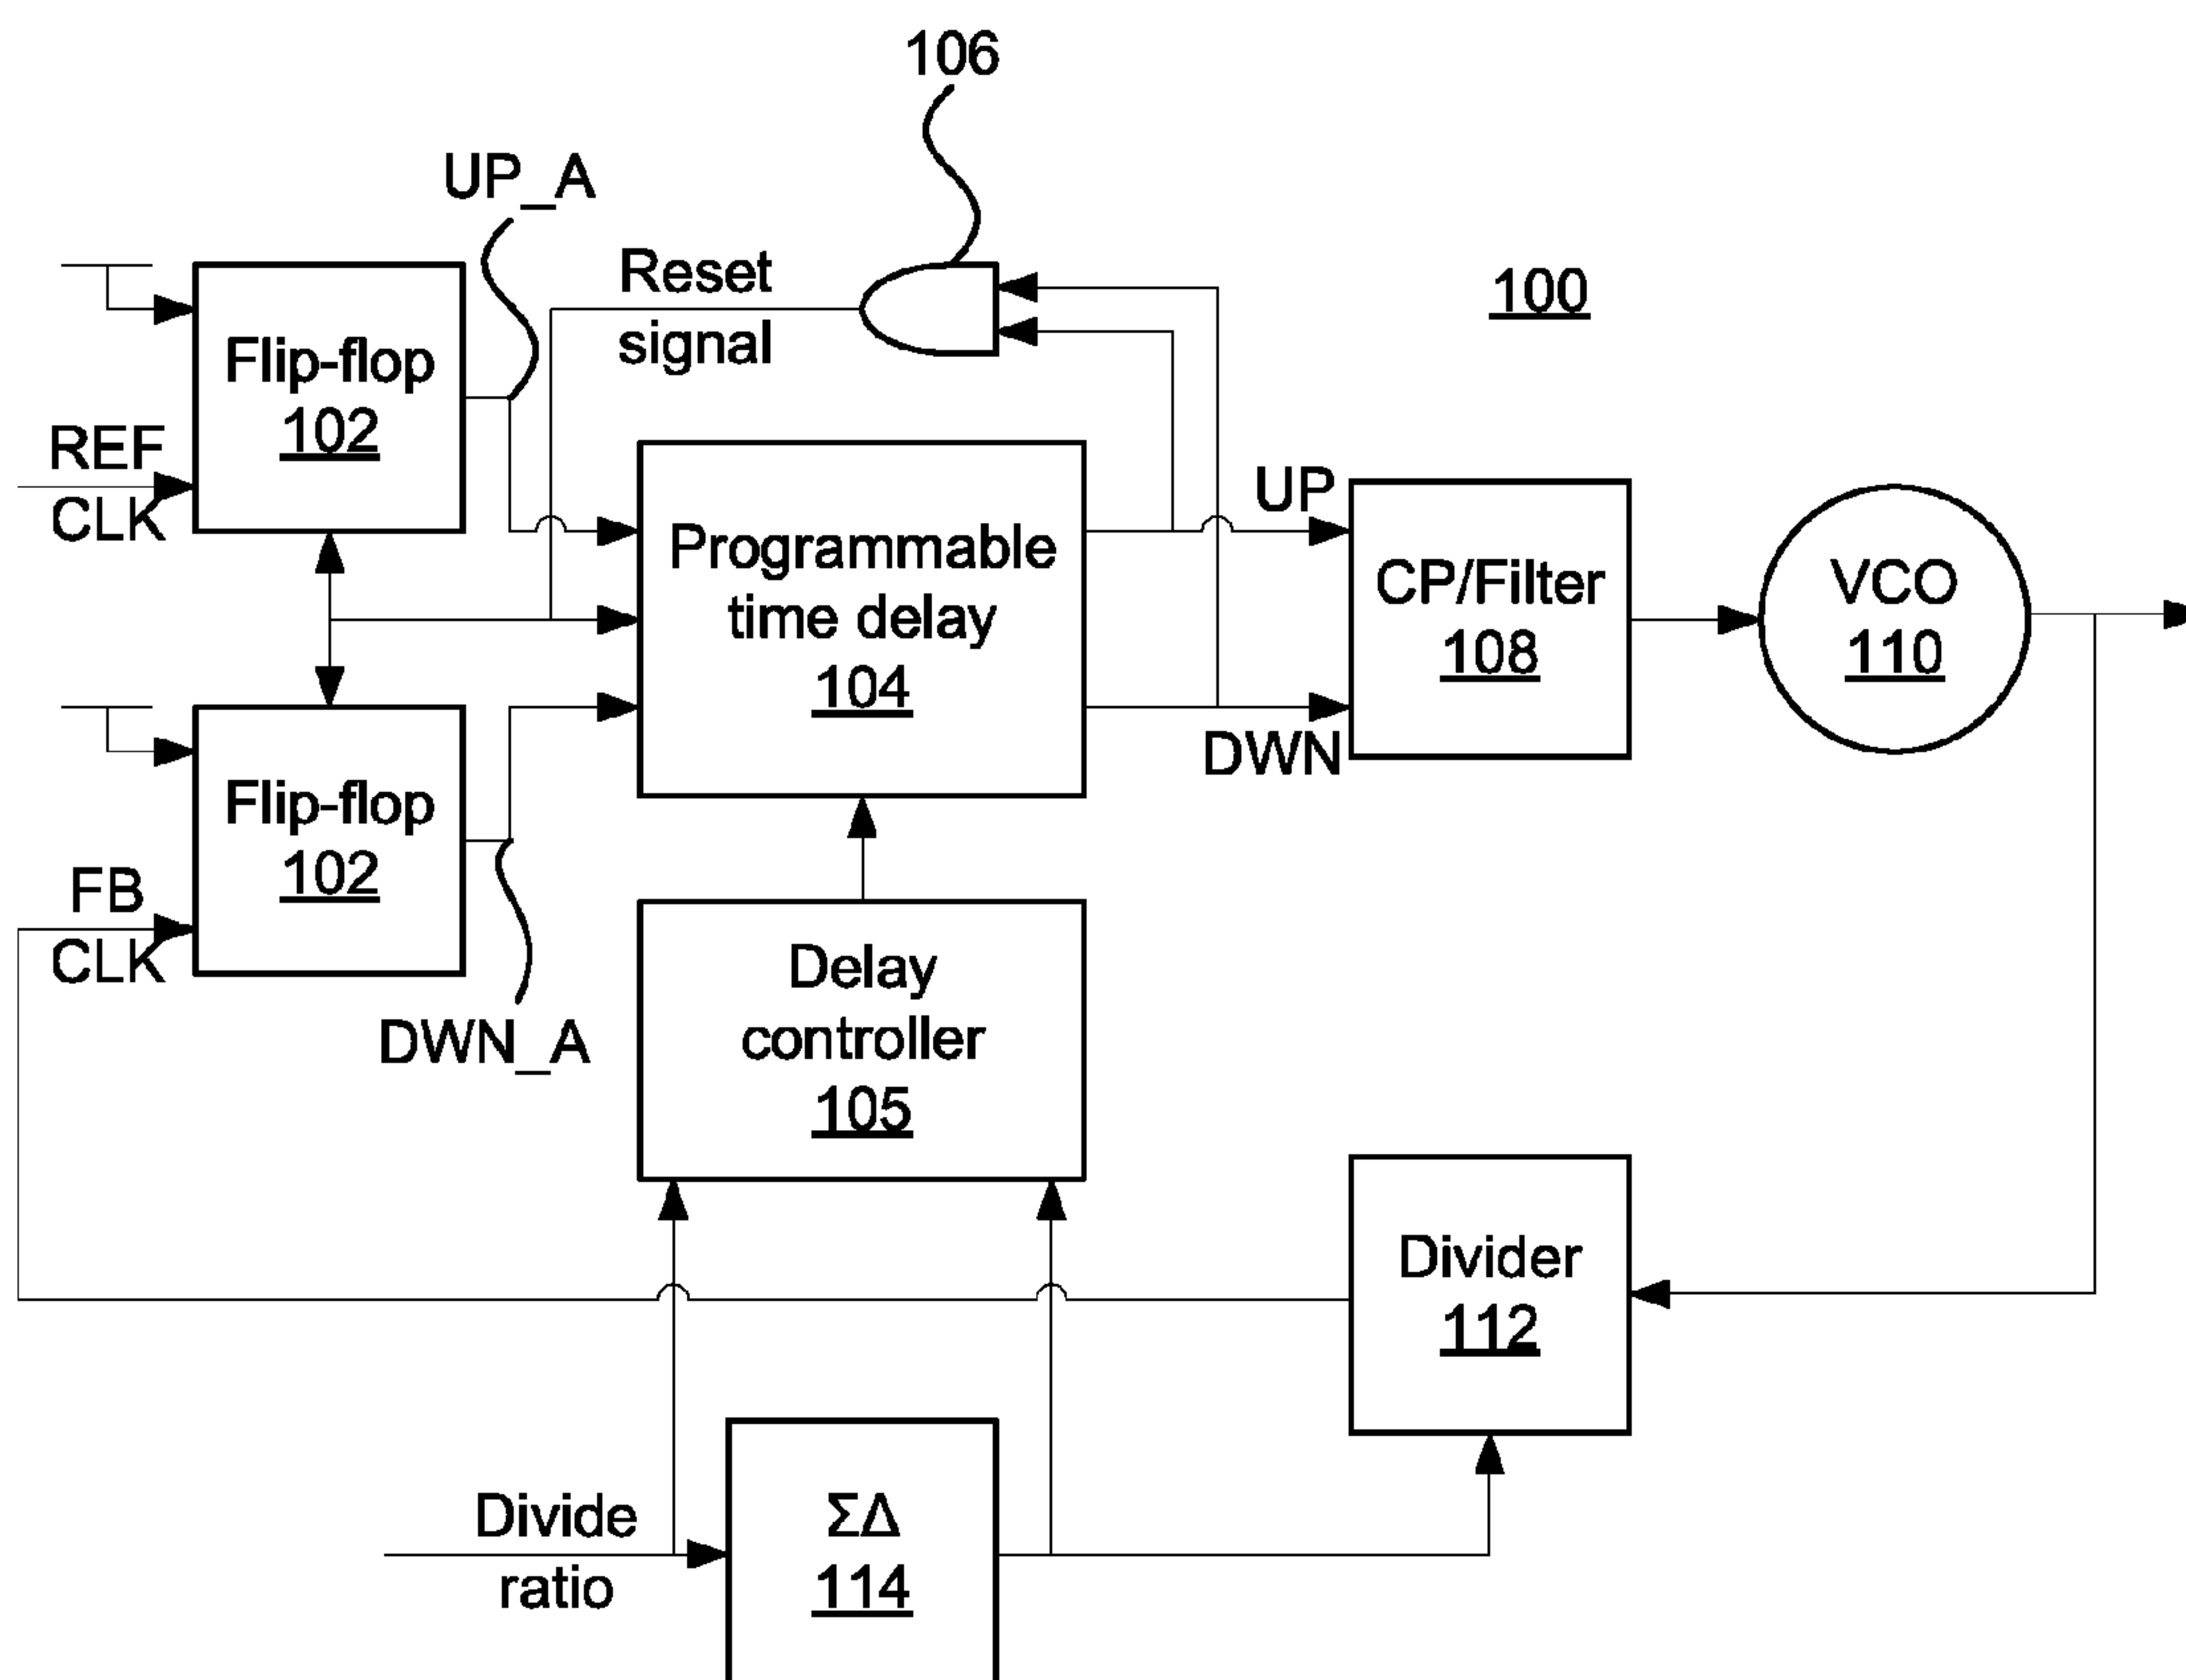 106
UP_A
Reset
signal
100
Flip-flop
102
REF
CLK
Programmable
time delay
104
UP
DWN
CP/Filter
108
VCO
110
Flip-flop
102
FB
CLK
DWN_A
Delay
controller
105
Divider
112
Divide
ratio
ΣΔ
114